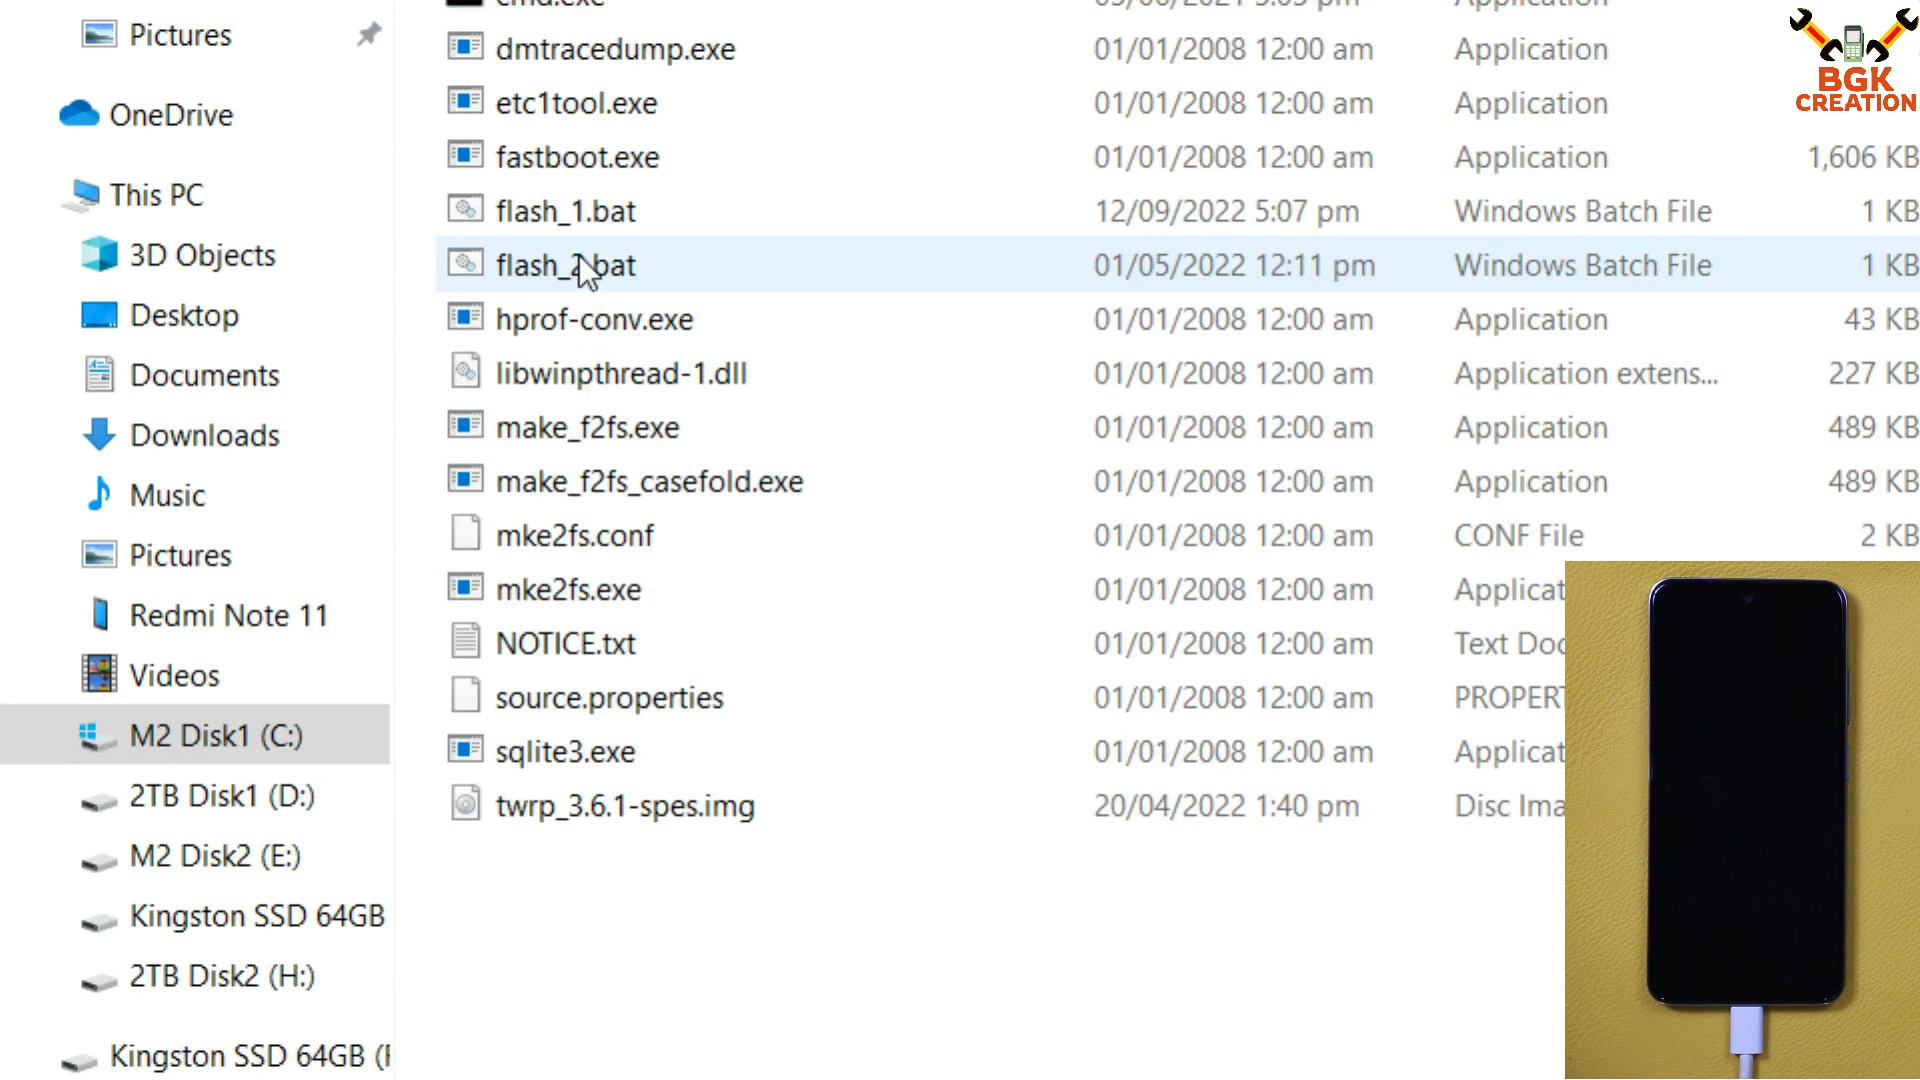 Pictures
OneDrive
This PC
3D Objects
Desktop
Documents
Downloads
Music
Pictures
Redmi Note 11
Videos
M2 Disk1 (C:)
2TB Disk1 (D:)
M2 Disk2 (E:)
Kingston SSD 64GB
2TB Disk2 (H:)
Kingston SSD 64GB (F
cmd.exe
dmtracedump.exe 01/01/2008 12:00 am Application
etc1tool.exe 01/01/2008 12:00 am Application
fastboot.exe 01/01/2008 12:00 am Application 1,606 KB
flash_1.bat 12/09/2022 5:07 pm Windows Batch File 1 KB
flash_2.bat 01/05/2022 12:11 pm Windows Batch File 1 KB
hprof-conv.exe 01/01/2008 12:00 am Application 43 KB
libwinpthread-1.dll 01/01/2008 12:00 am Application extens... 227 KB
make_f2fs.exe 01/01/2008 12:00 am Application 489 KB
make_f2fs_casefold.exe 01/01/2008 12:00 am Application 489 KB
mke2fs.conf 01/01/2008 12:00 am CONF File 2 KB
mke2fs.exe 01/01/2008 12:00 am Applicat
NOTICE.txt 01/01/2008 12:00 am Text Doc
source.properties 01/01/2008 12:00 am PROPERT
sqlite3.exe 01/01/2008 12:00 am Applicat
twrp_3.6.1-spes.img 20/04/2022 1:40 pm Disc Ima
BGK
CREATION